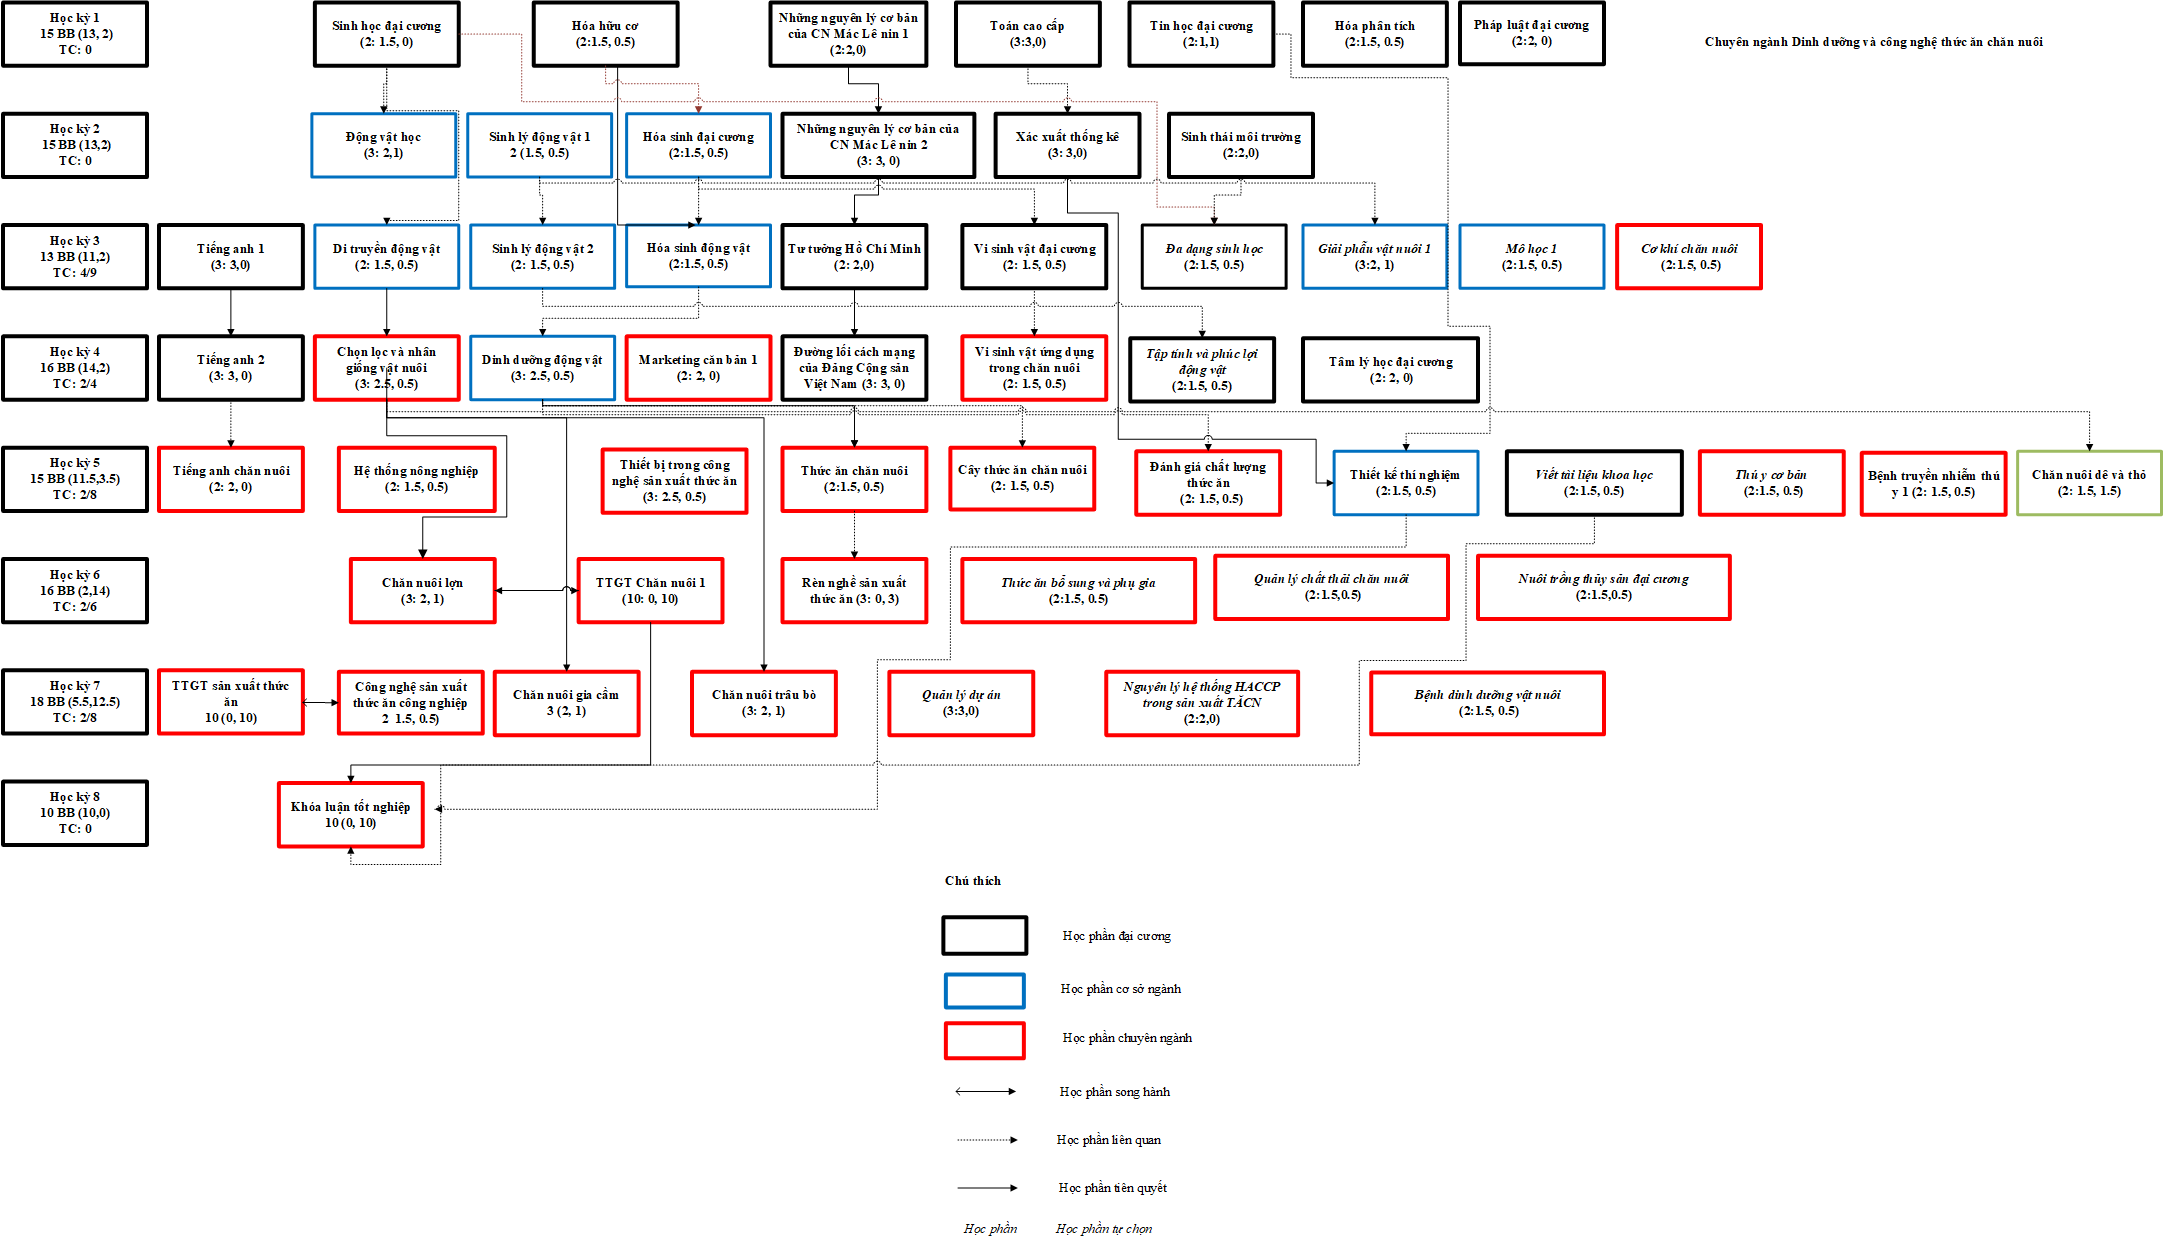 Học kỳ 1
15 BB (13, 2)
TC: 0
Sinh học đại cương
(2: 1.5, 0)
Hóa hữu cơ
(2:1.5, 0.5)
Những nguyên lý cơ bản
của CN Mác Lê nin 1
(2:2,0)
Toán cao cấp
(3:3,0)
Tin học đại cương
(2:1,1)
Hóa phân tích
(2:1.5, 0.5)
Pháp luật đại cương
(2:2, 0)
Chuyên ngành Dinh dưỡng và công nghệ thức ăn chăn nuôi
Học kỳ 2
15 BB (13,2)
TC: 0
Động vật học
(3: 2,1)
Sinh lý động vật 1
2 (1.5, 0.5)
Hóa sinh đại cương
(2:1.5, 0.5)
Những nguyên lý cơ bản của
CN Mác Lê nin 2
(3: 3, 0)
Xác xuất thống kê
(3: 3,0)
Sinh thái môi trường
(2:2,0)
Học kỳ 3
13 BB (11,2)
TC: 4/9
Tiếng anh 1
(3: 3,0)
Di truyền động vật
(2: 1.5, 0.5)
Sinh lý động vật 2
(2: 1.5, 0.5)
Hóa sinh động vật
(2:1.5, 0.5)
Tư tưởng Hồ Chí Minh
(2: 2,0)
Vi sinh vật đại cương
(2: 1.5, 0.5)
Đa dạng sinh học
(2:1.5, 0.5)
Giải phẫu vật nuôi 1
(3:2, 1)
Mô học 1
(2:1.5, 0.5)
Cơ khí chăn nuôi
(2:1.5, 0.5)
Học kỳ 4
16 BB (14,2)
TC: 2/4
Tiếng anh 2
(3: 3, 0)
Chọn lọc và nhân
giống vật nuôi
(3: 2.5, 0.5)
Dinh dưỡng động vật
(3: 2.5, 0.5)
Marketing căn bản 1
(2: 2, 0)
Đường lối cách mạng
của Đảng Cộng sản
Việt Nam (3: 3, 0)
Vi sinh vật ứng dụng
trong chăn nuôi
(2: 1.5, 0.5)
Tập tính và phúc lợi
động vật
(2:1.5, 0.5)
Tâm lý học đại cương
(2: 2, 0)
Học kỳ 5
15 BB (11.5,3.5)
TC: 2/8
Tiếng anh chăn nuôi
(2: 2, 0)
Hệ thống nông nghiệp
(2: 1.5, 0.5)
Thiết bị trong công
nghệ sản xuất thức ăn
(3: 2.5, 0.5)
Thức ăn chăn nuôi
(2:1.5, 0.5)
Cây thức ăn chăn nuôi
(2: 1.5, 0.5)
Đánh giá chất lượng
thức ăn
(2: 1.5, 0.5)
Thiết kế thí nghiệm
(2:1.5, 0.5)
Viết tài liệu khoa học
(2:1.5, 0.5)
Thú y cơ bản
(2:1.5, 0.5)
Bệnh truyền nhiễm thú
y 1 (2: 1.5, 0.5)
Chăn nuôi dê và thỏ
(2: 1.5, 1.5)
Học kỳ 6
16 BB (2,14)
TC: 2/6
Chăn nuôi lợn
(3: 2, 1)
TTGT Chăn nuôi 1
(10: 0, 10)
Rèn nghề sản xuất
thức ăn (3: 0, 3)
Thức ăn bổ sung và phụ gia
(2:1.5, 0.5)
Quản lý chất thải chăn nuôi
(2:1.5,0.5)
Nuôi trồng thủy sản đại cương
(2:1.5,0.5)
Học kỳ 7
18 BB (5.5,12.5)
TC: 2/8
TTGT sản xuất thức
ăn
10 (0, 10)
Công nghệ sản xuất
thức ăn công nghiệp
2 1.5, 0.5)
Chăn nuôi gia cầm
3 (2, 1)
Chăn nuôi trâu bò
(3: 2, 1)
Quản lý dự án
(3:3,0)
Nguyên lý hệ thống HACCP
trong sản xuất TĂCN
(2:2,0)
Bệnh dinh dưỡng vật nuôi
(2:1.5, 0.5)
Học kỳ 8
10 BB (10,0)
TC: 0
Khóa luận tốt nghiệp
10 (0, 10)
Chú thích
Học phần đại cương
Học phần cơ sở ngành
Học phần chuyên ngành
Học phần song hành
Học phần liên quan
Học phần tiên quyết
Học phần Học phần tự chọn